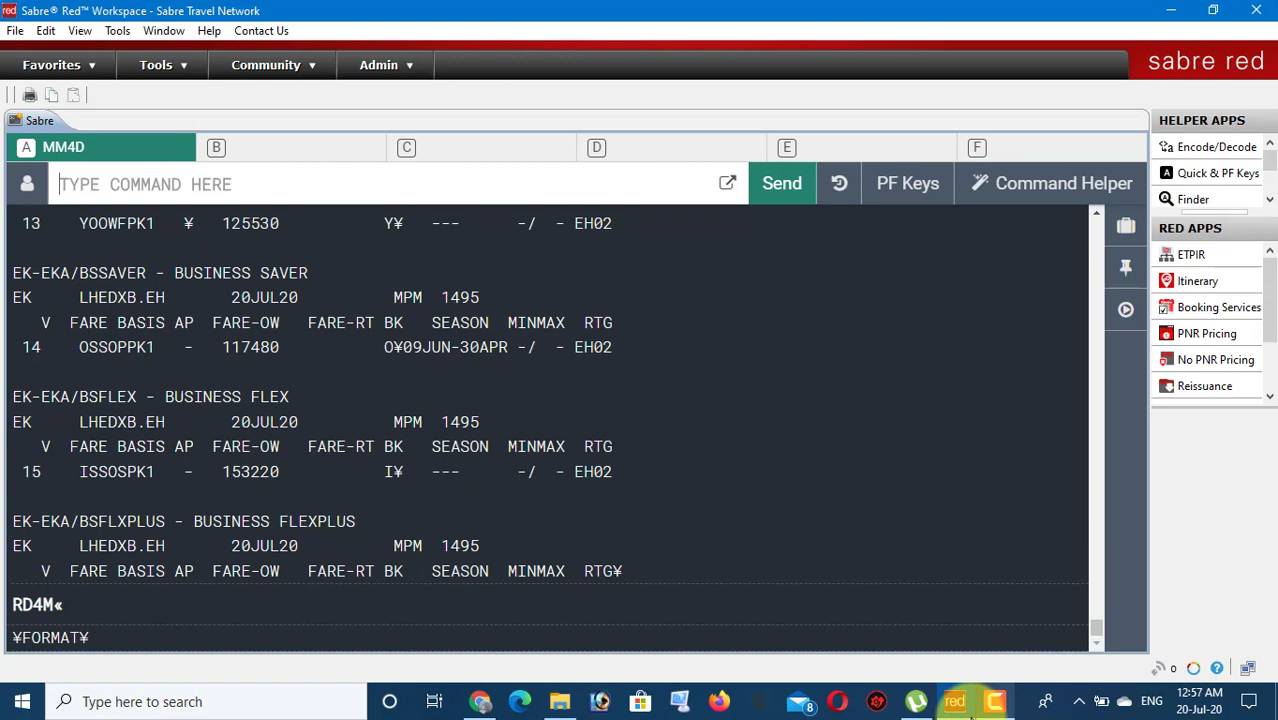 red Sabre® Red™ Workspace - Sabre Travel Network
File Edit View Tools Window Help Contact Us
Favorites Tools Community Admin sabre red
Sabre
A MM4D B C D E F
TYPE COMMAND HERE Send PF Keys Command Helper
13 YOOWFPK1 ¥ 125530 Y¥ --- -/ - EH02
EK-EKA/BSSAVER - BUSINESS SAVER
EK LHEDXB.EH 20JUL20 MPM 1495
V FARE BASIS AP FARE-OW FARE-RT BK SEASON MINMAX RTG
14 OSSOPPK1 - 117480 O¥09JUN-30APR -/ - EH02
EK-EKA/BSFLEX - BUSINESS FLEX
EK LHEDXB.EH 20JUL20 MPM 1495
V FARE BASIS AP FARE-OW FARE-RT BK SEASON MINMAX RTG
15 ISSOSPK1 - 153220 I¥ --- -/ - EH02
EK-EKA/BSFLXPLUS - BUSINESS FLEXPLUS
EK LHEDXB.EH 20JUL20 MPM 1495
V FARE BASIS AP FARE-OW FARE-RT BK SEASON MINMAX RTG¥
RD4M«
¥FORMAT¥
HELPER APPS
Encode/Decode
A Quick & PF Keys
Finder
RED APPS
ETPIR
Itinerary
Booking Services
PNR Pricing
No PNR Pricing
Reissuance
0
Type here to search 8 red ENG 12:57 AM
20-Jul-20